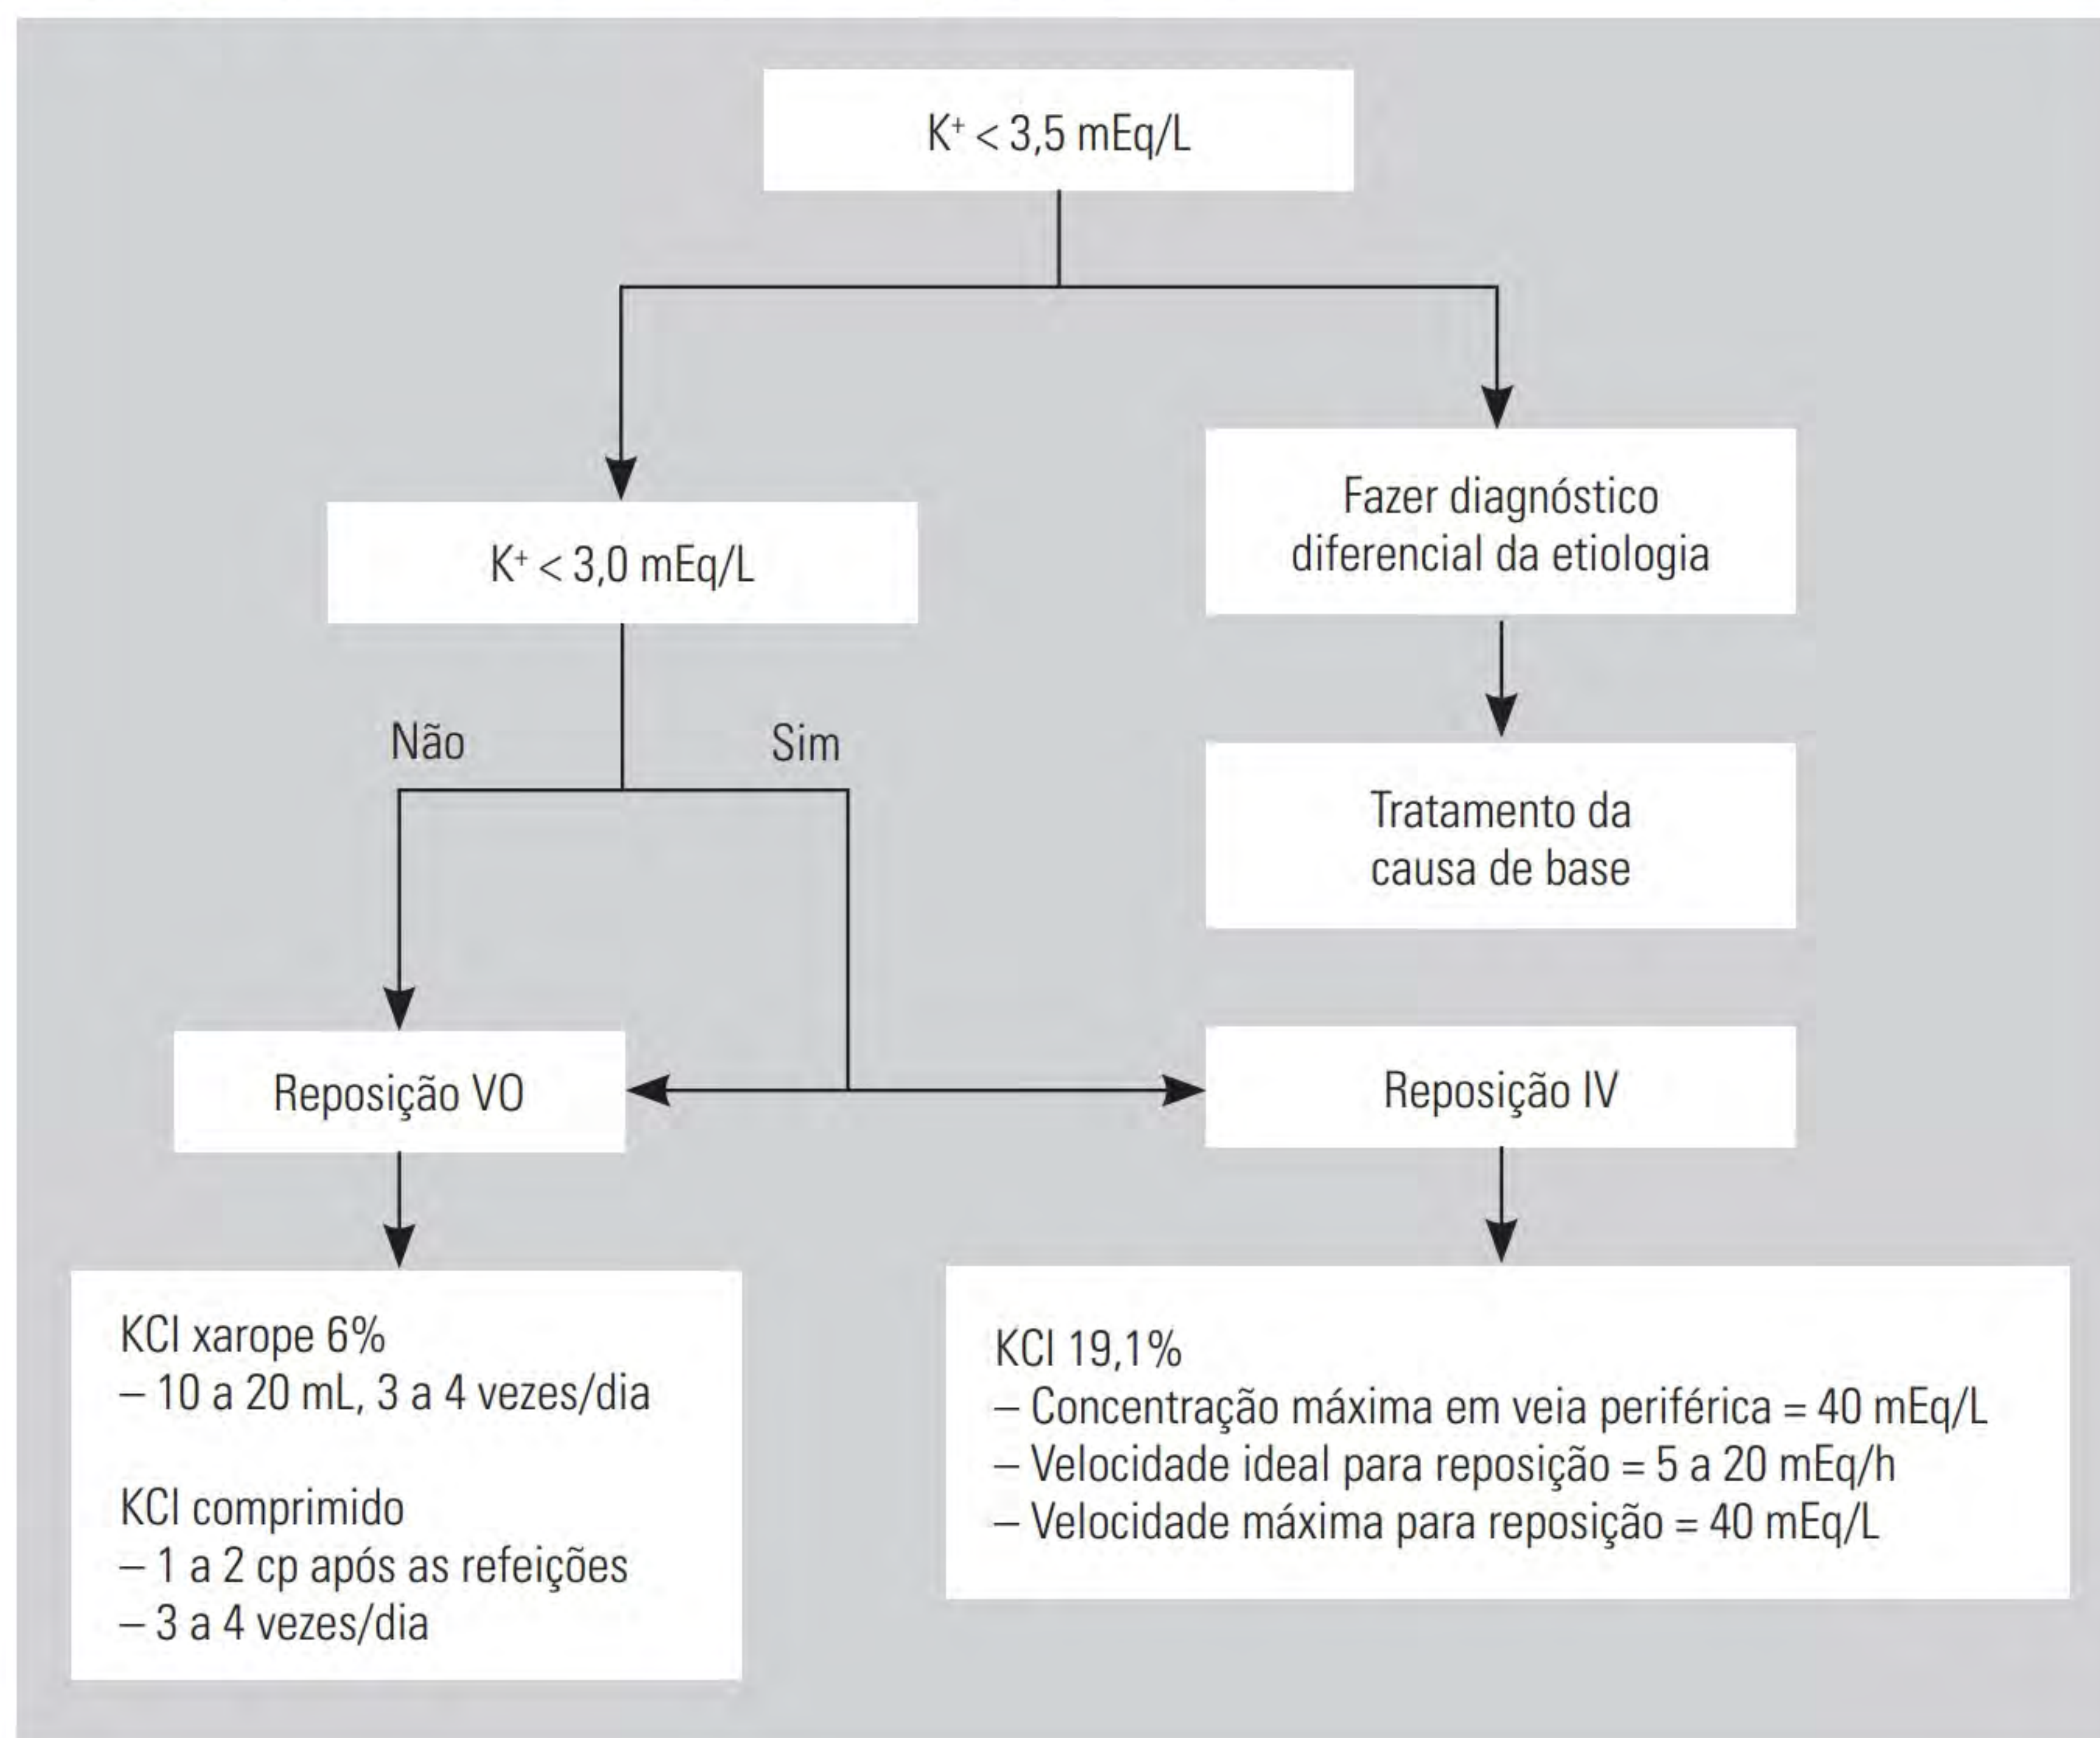 K⁺ < 3,5 mEq/L
K⁺ < 3,0 mEq/L
Fazer diagnóstico
diferencial da etiologia
Não
Sim
Tratamento da
causa de base
Reposição VO
Reposição IV
KCl xarope 6%
– 10 a 20 mL, 3 a 4 vezes/dia
KCl comprimido
– 1 a 2 cp após as refeições
– 3 a 4 vezes/dia
KCl 19,1%
– Concentração máxima em veia periférica = 40 mEq/L
– Velocidade ideal para reposição = 5 a 20 mEq/h
– Velocidade máxima para reposição = 40 mEq/L